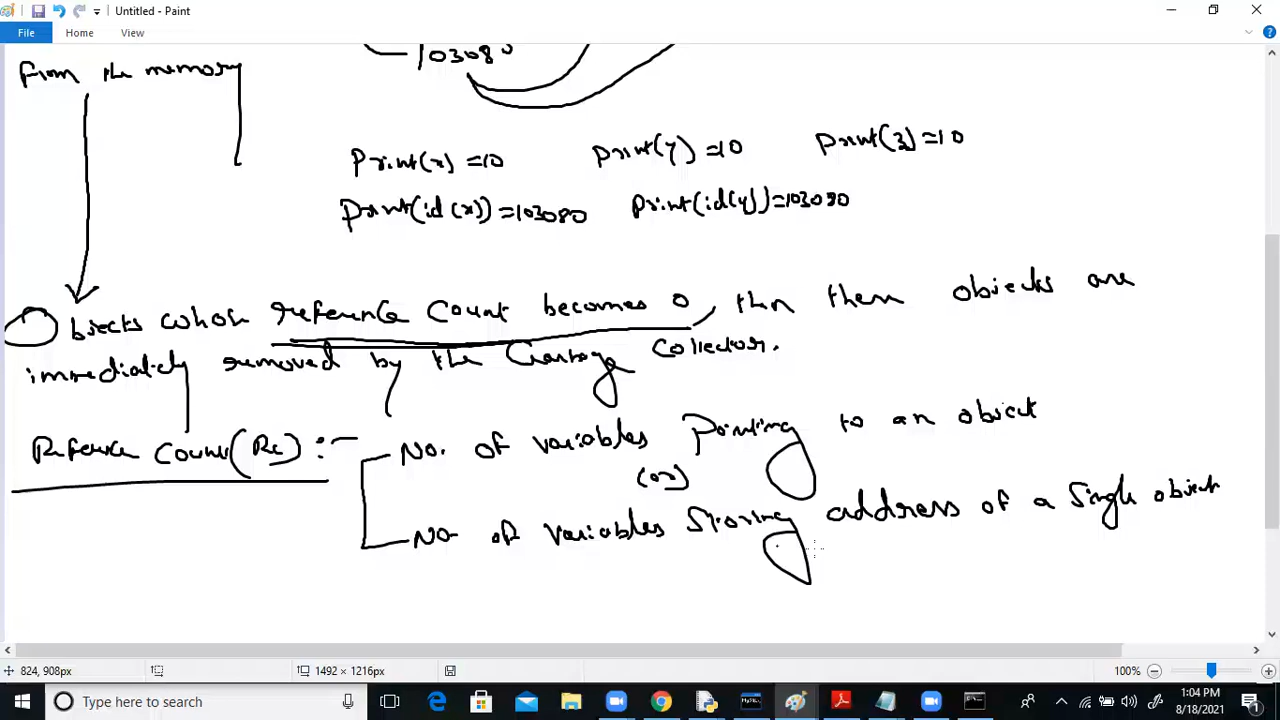 Untitled - Paint
File Home View
103080
from the memory
Print(x) = 10 Print(y) = 10 Print(z) = 10
Print(id(x)) = 103080 Print(id(y)) = 103080
Objects whose reference Count becomes 0, then them objects are
immediately removed by the Garbage Collector.
Refence Count(Rc) :- No. of variables Pointing to an object
(or)
No of variables Storing address of a Single object
824, 908px 1492 × 1216px 100%
Type here to search
1:04 PM
8/18/2021